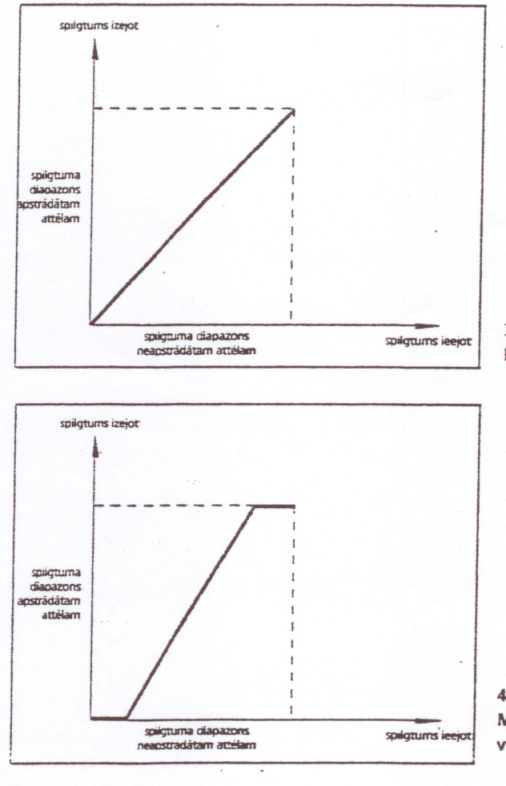 spilgtums izejot
spilgtuma
diapazons
apstrādātam
attēlam
spilgtuma diapazons
neapstrādātam attēlam
spilgtums ieejot
spilgtums izejot
spilgtuma
diapazons
apstrādātam
attēlam
spilgtuma diapazons
neapstrādātam attēlam
spilgtums ieejot
4